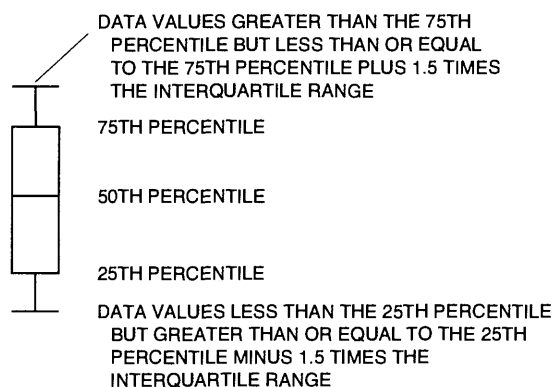 DATA VALUES GREATER THAN THE 75TH
PERCENTILE BUT LESS THAN OR EQUAL
TO THE 75TH PERCENTILE PLUS 1.5 TIMES
THE INTERQUARTILE RANGE
75TH PERCENTILE
50TH PERCENTILE
25TH PERCENTILE
DATA VALUES LESS THAN THE 25TH PERCENTILE
BUT GREATER THAN OR EQUAL TO THE 25TH
PERCENTILE MINUS 1.5 TIMES THE
INTERQUARTILE RANGE